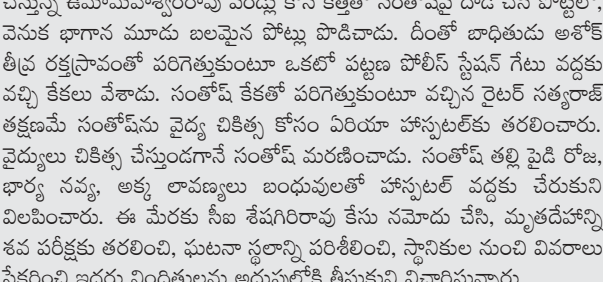 చేస్తున్న ఉమామహేశ్వరరావు పండ్లు కోసే కత్తితో సంతోష్‌పై దాడి చేసి పొట్టలో,
వెనుక భాగాన మూడు బలమైన పోట్లు పొడిచాడు. దీంతో బాధితుడు అశోక్
తీవ్ర రక్తస్రావంతో పరిగెత్తుకుంటూ ఒకటో పట్టణ పోలీస్ స్టేషన్ గేటు వద్దకు
వచ్చి కేకలు వేశాడు. సంతోష్ కేకతో పరిగెత్తుకుంటూ వచ్చిన రైటర్ సత్యరాజ్
తక్షణమే సంతోష్‌ను వైద్య చికిత్స కోసం ఏరియా హాస్పటల్‌కు తరలించారు.
వైద్యులు చికిత్స చేస్తుండగానే సంతోష్ మరణించాడు. సంతోష్ తల్లి పైడి రోజ,
భార్య నవ్య, అక్క లావణ్యలు బంధువులతో హాస్పటల్ వద్దకు చేరుకుని
విలపించారు. ఈ మేరకు సీఐ శేషగిరిరావు కేసు నమోదు చేసి, మృతదేహాన్ని
శవ పరీక్షకు తరలించి, ఘటనా స్థలాన్ని పరిశీలించి, స్థానికుల నుంచి వివరాలు
సేకరించి ఇద్దరు నిందితులను అదుపులోకి తీసుకుని విచారిస్తున్నారు.